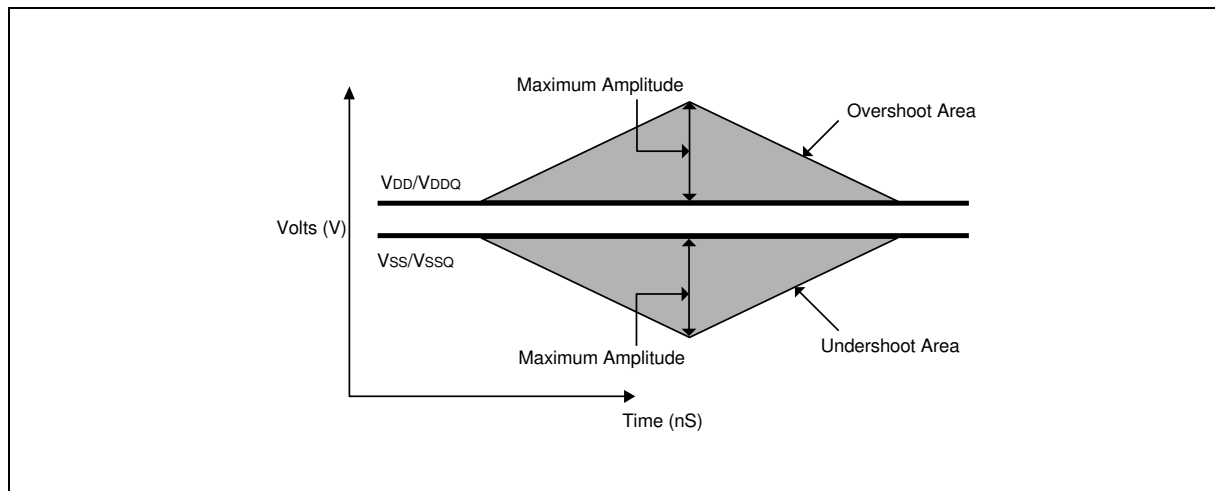 Maximum Amplitude
Overshoot Area
VDD/VDDQ
Volts (V)
VSS/VSSQ
Maximum Amplitude
Undershoot Area
Time (nS)